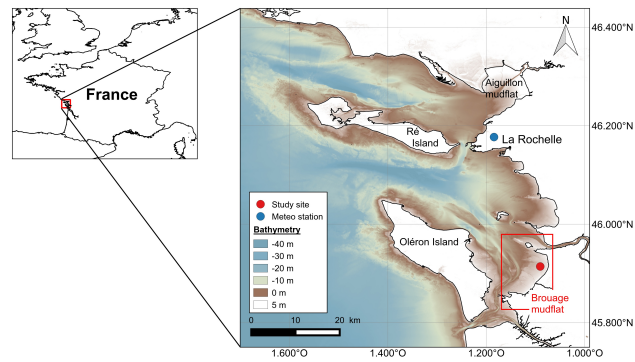 France
N
46.400°N
Aiguillon
mudflat
46.200°N
Ré
Island
La Rochelle
Study site
Meteo station
Bathymetry
-40 m
-30 m
-20 m
-10 m
0 m
5 m
0 10 20 km
Oléron Island
46.000°N
Brouage
mudflat
45.800°N
1.600°O 1.400°O 1.200°O 1.000°O